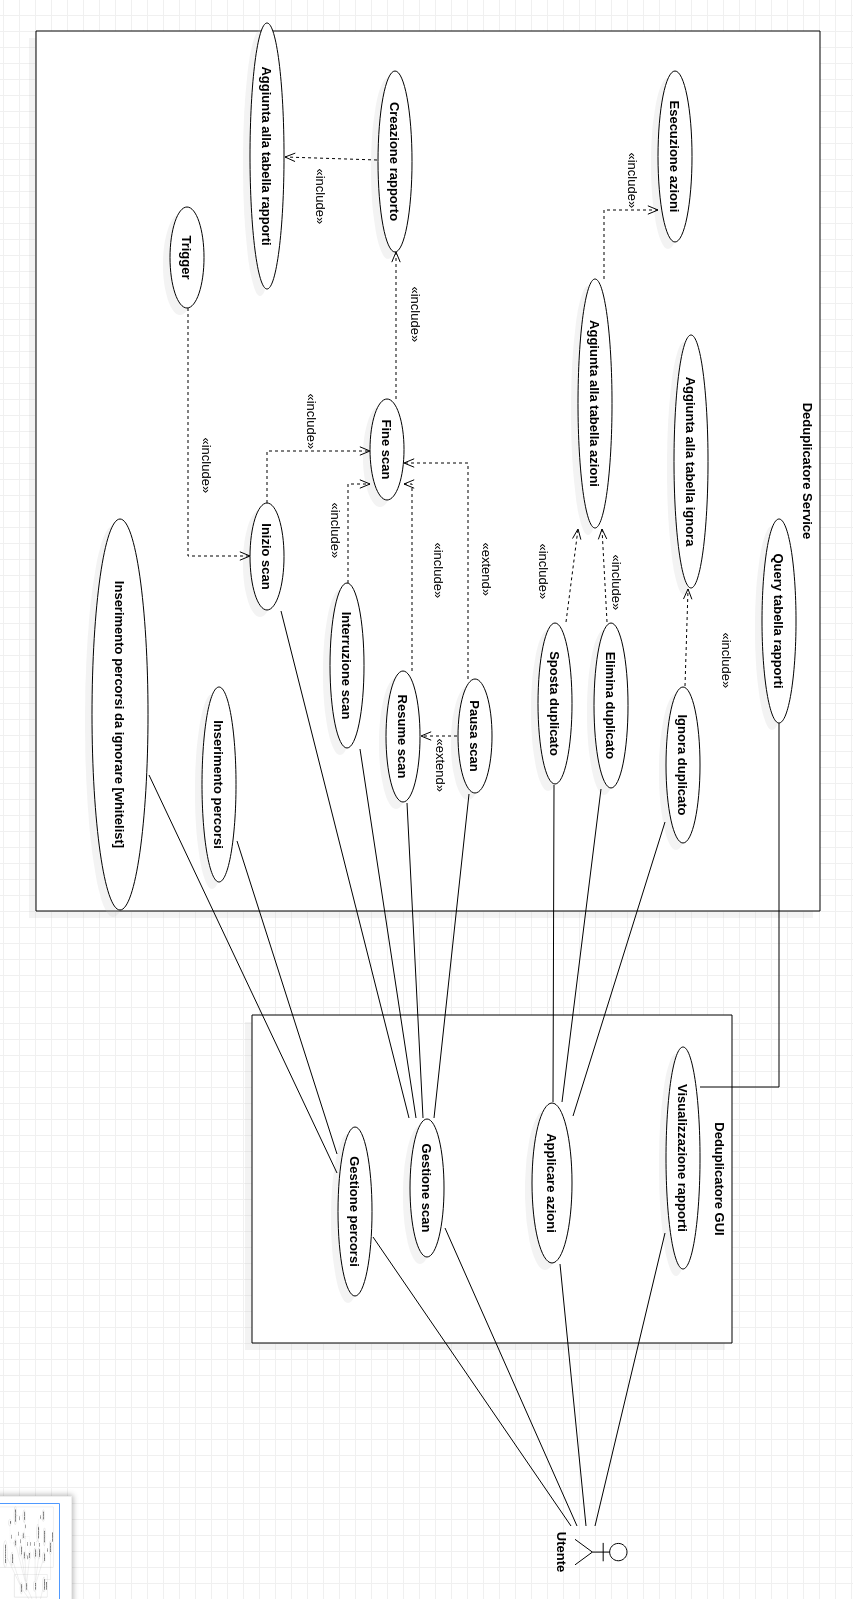 Deduplicatore Service
Query tabella rapporti
Esecuzione azioni
«include»
Aggiunta alla tabella ignora
«include»
Ignora duplicato
Aggiunta alla tabella azioni
«include»
Elimina duplicato
«include»
Sposta duplicato
Creazione rapporto
«include»
«extend»
Pausa scan
«include»
«extend»
Fine scan
Resume scan
«include»
Aggiunta alla tabella rapporti
«include»
«include»
Interruzione scan
Inizio scan
Trigger
«include»
Inserimento percorsi
Inserimento percorsi da ignorare [whitelist]
Deduplicatore GUI
Visualizzazione rapporti
Applicare azioni
Gestione scan
Gestione percorsi
Utente